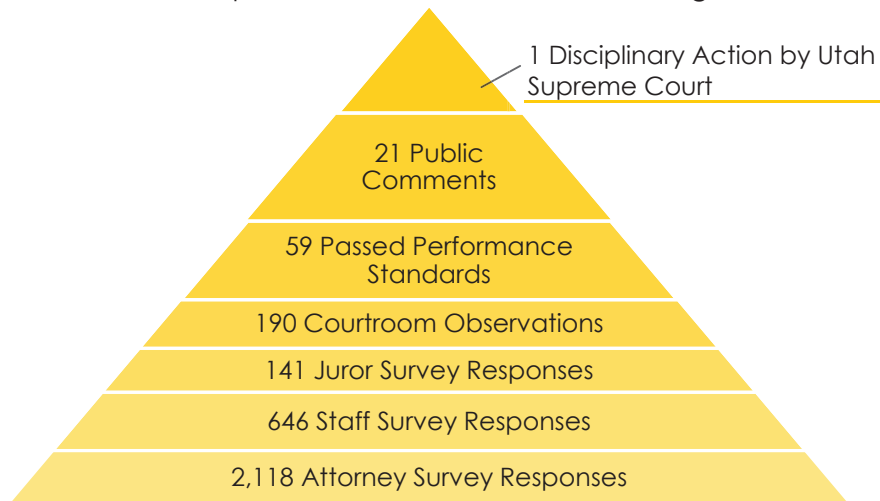 1 Disciplinary Action by Utah
Supreme Court
21 Public
Comments
59 Passed Performance
Standards
190 Courtroom Observations
141 Juror Survey Responses
646 Staff Survey Responses
2,118 Attorney Survey Responses